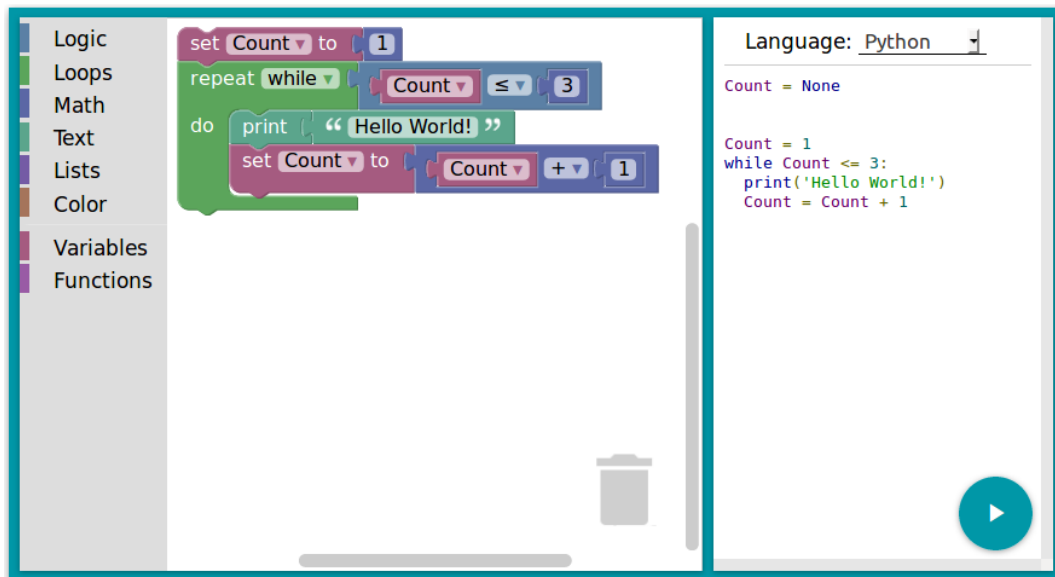 Logic
Loops
Math
Text
Lists
Color
Variables
Functions
set Count ▾ to 1
repeat while ▾ Count ▾ ≤ ▾ 3
do print “ Hello World! ”
set Count ▾ to Count ▾ + ▾ 1
Language: Python
Count = None
Count = 1
while Count <= 3:
  print('Hello World!')
  Count = Count + 1